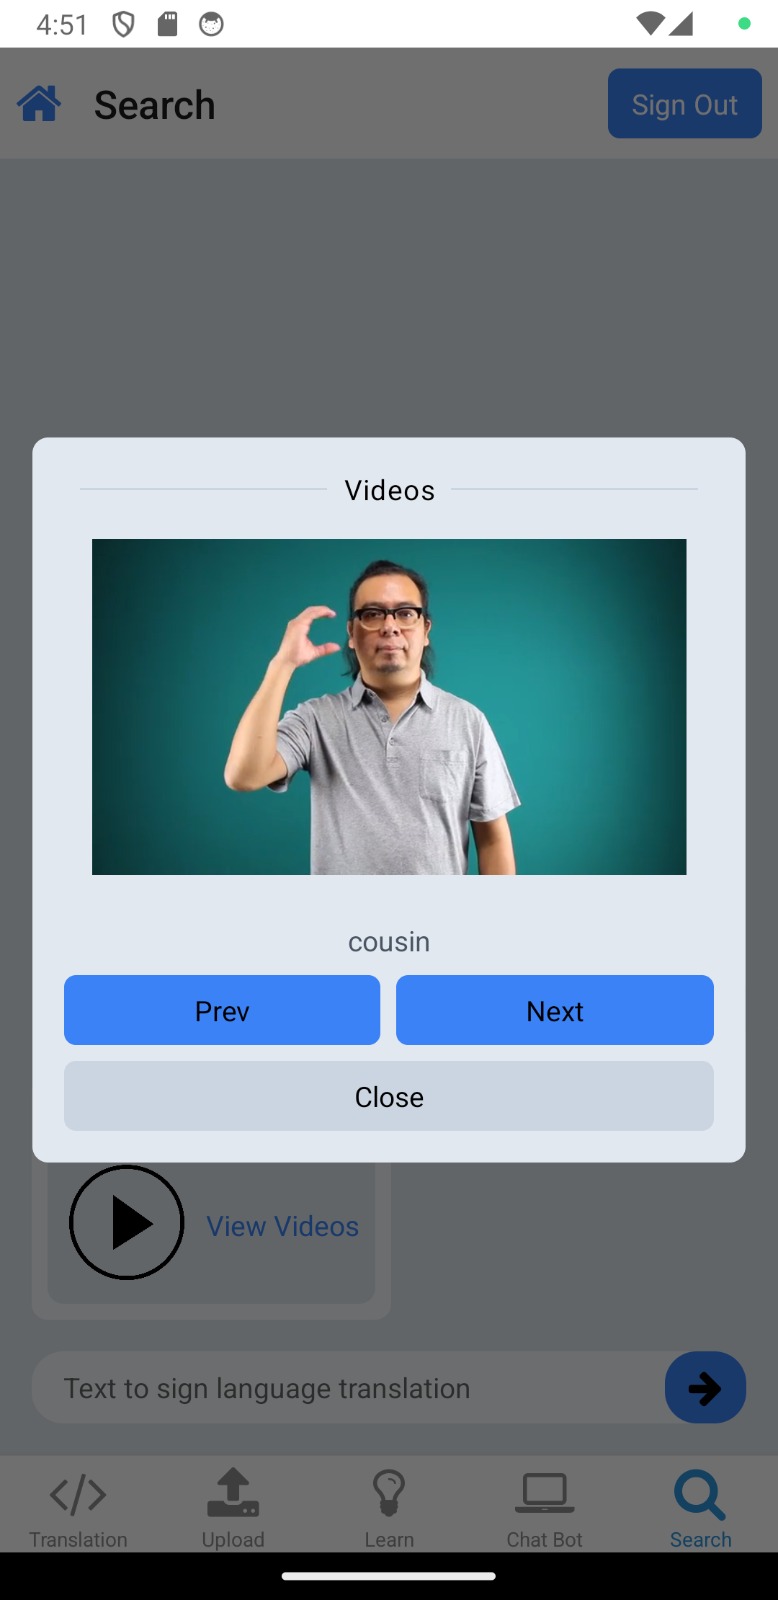 4:51
Search
Sign Out
Videos
cousin
Prev
Next
Close
View Videos
Text to sign language translation
Translation
Upload
Learn
Chat Bot
Search